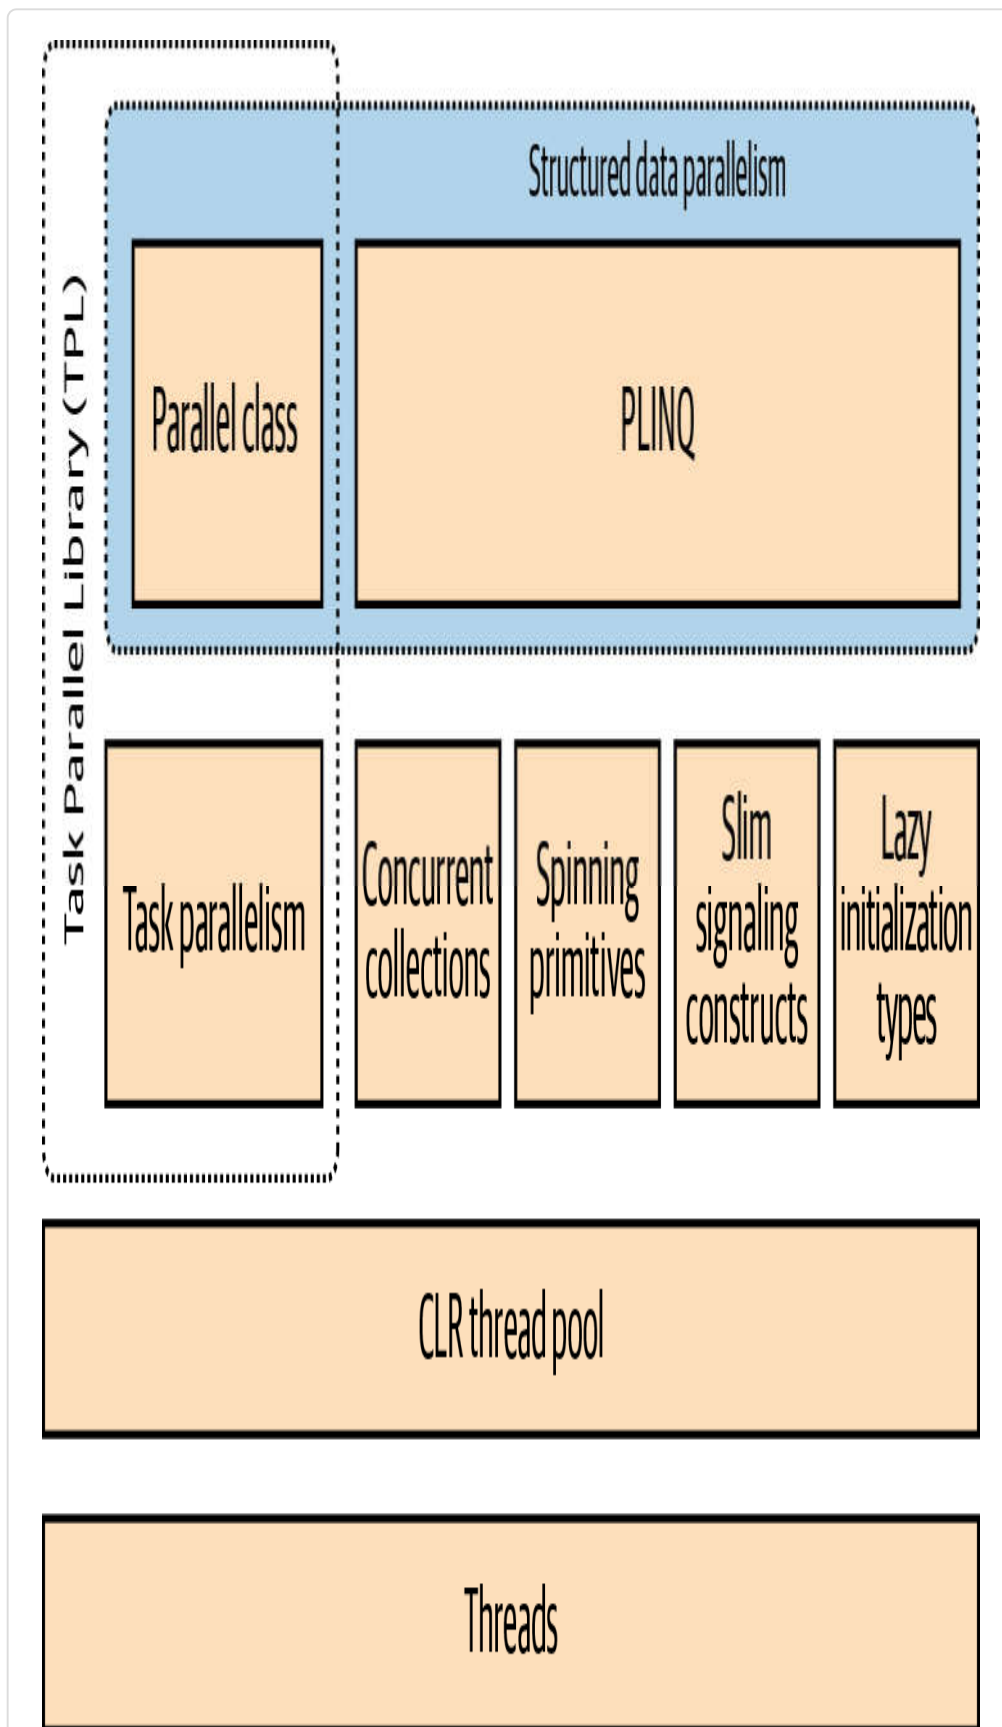 Task Parallel Library (TPL)
Structured data parallelism
Parallel class
PLINQ
Task parallelism
Concurrent
collections
Spinning
primitives
Slim
signaling
constructs
Lazy
initialization
types
CLR thread pool
Threads